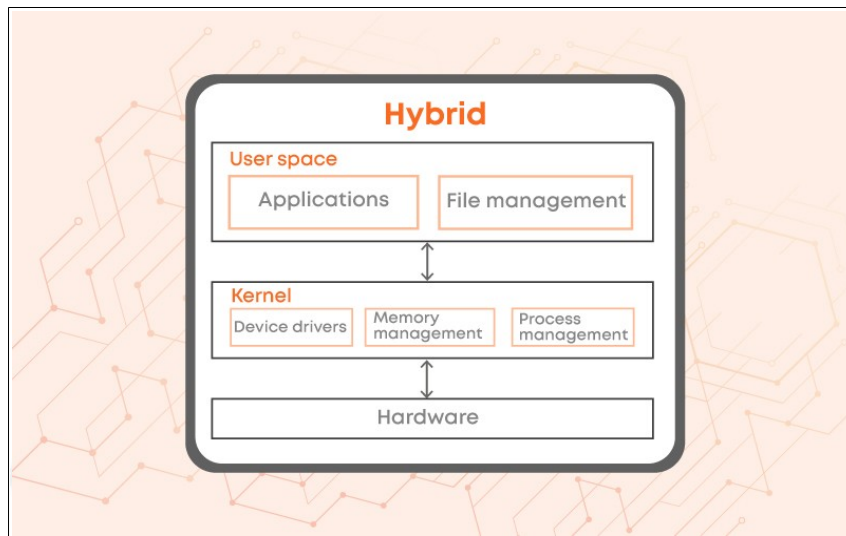 Hybrid
User space
Applications
File management
Kernel
Device drivers
Memory
management
Process
management
Hardware